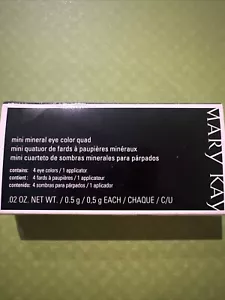 mini mineral eye color quad
mini quatuor de fards à paupières minéraux
mini cuarteto de sombras minerales para párpados
contains: 4 eye colors / 1 applicator
contient: 4 fards à paupières / 1 applicateur
contenido: 4 sombras para párpados / 1 aplicador
.02 OZ. NET WT. / 0.5 g / 0,5 g EACH / CHAQUE / C/U
MARY KAY